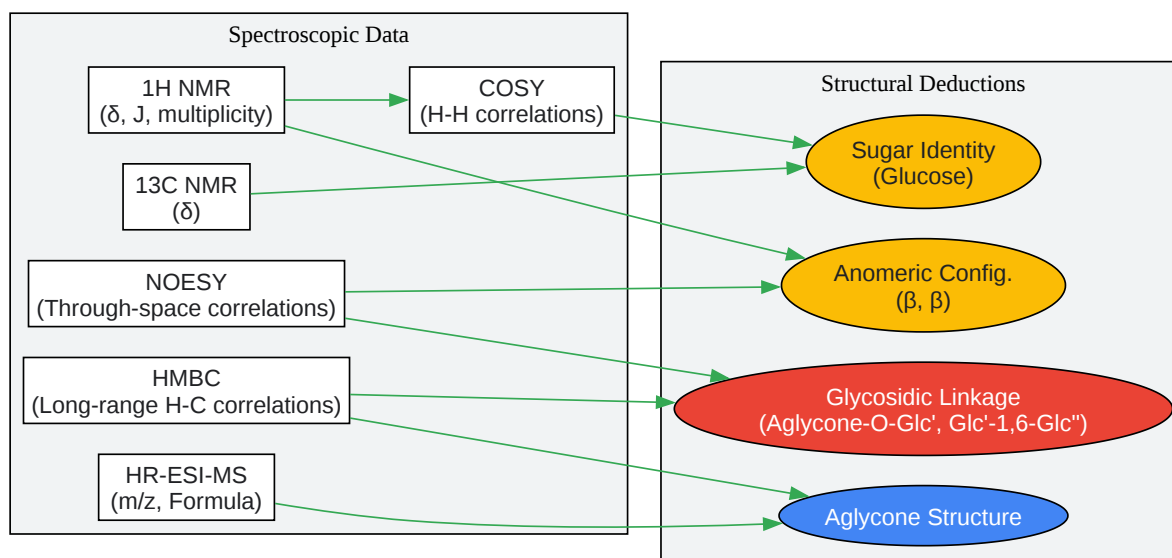 Spectroscopic Data
1H NMR
(δ, J, multiplicity)
COSY
(H-H correlations)
13C NMR
(δ)
NOESY
(Through-space correlations)
HMBC
(Long-range H-C correlations)
HR-ESI-MS
(m/z, Formula)
Structural Deductions
Sugar Identity
(Glucose)
Anomeric Config.
(β, β)
Glycosidic Linkage
(Aglycone-O-Glc', Glc'-1,6-Glc'')
Aglycone Structure